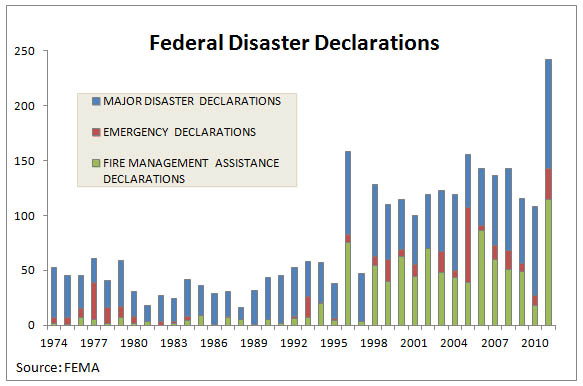 Federal Disaster Declarations
250
200
150
100
50
0
MAJOR DISASTER DECLARATIONS
EMERGENCY DECLARATIONS
FIRE MANAGEMENT ASSISTANCE
DECLARATIONS
1974 1977 1980 1983 1986 1989 1992 1995 1998 2001 2004 2007 2010
Source: FEMA